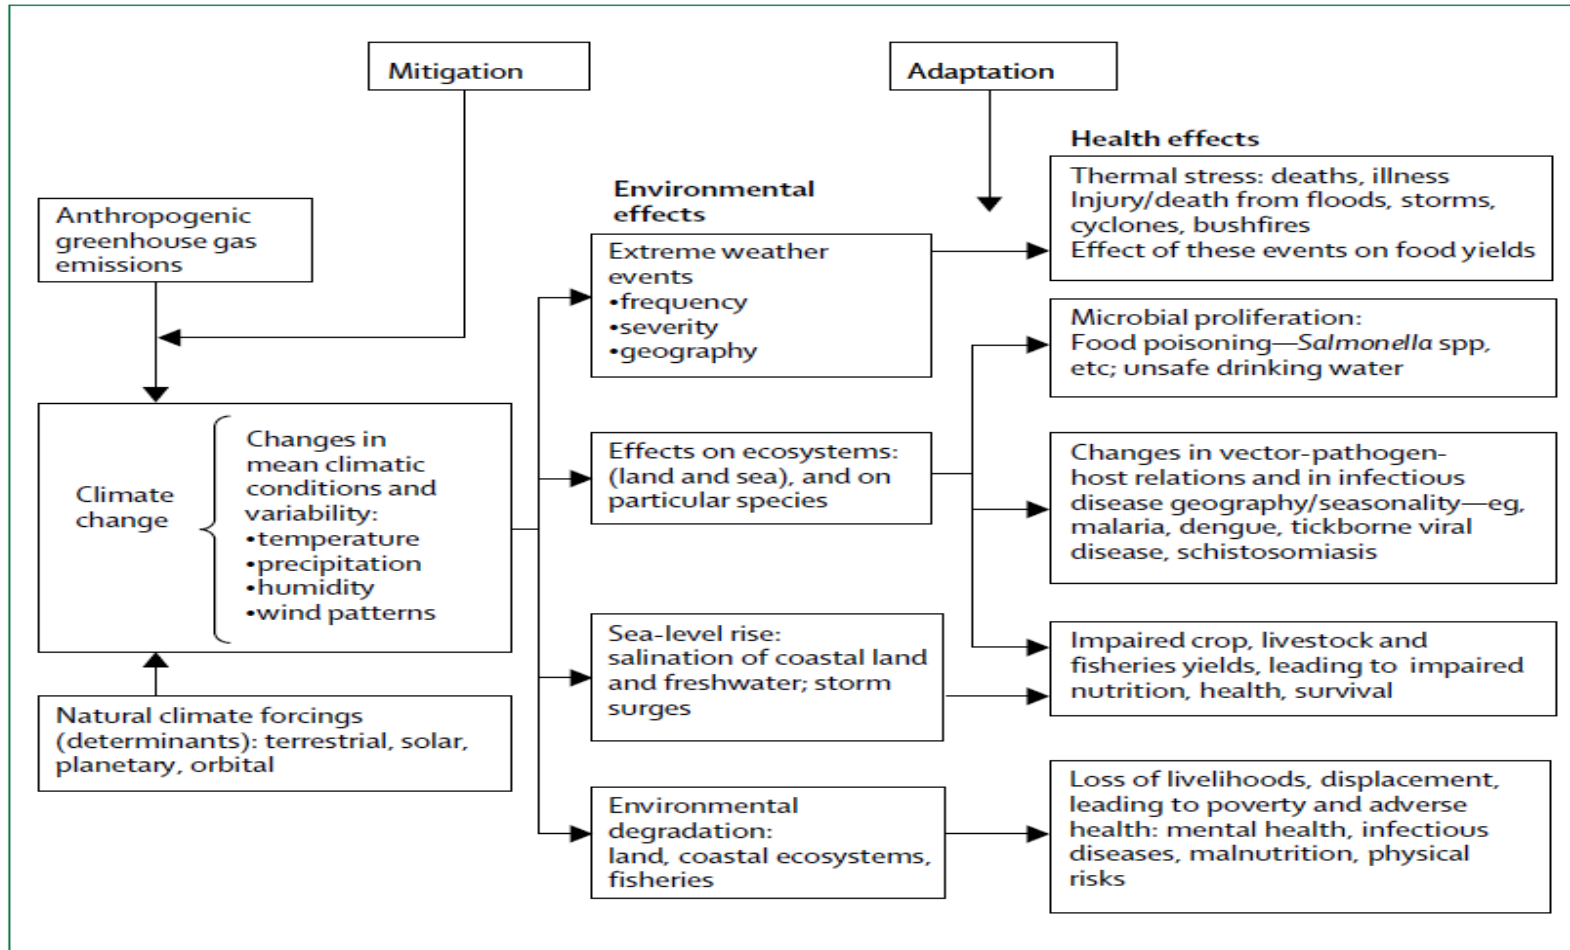 Mitigation
Adaptation
Anthropogenic
greenhouse gas
emissions
Climate
change
Changes in
mean climatic
conditions and
variability:
•temperature
•precipitation
•humidity
•wind patterns
Natural climate forcings
(determinants): terrestrial, solar,
planetary, orbital
Environmental
effects
Extreme weather
events
•frequency
•severity
•geography
Effects on ecosystems:
(land and sea), and on
particular species
Sea-level rise:
salination of coastal land
and freshwater; storm
surges
Environmental
degradation:
land, coastal ecosystems,
fisheries
Health effects
Thermal stress: deaths, illness
Injury/death from floods, storms,
cyclones, bushfires
Effect of these events on food yields
Microbial proliferation:
Food poisoning—Salmonella spp,
etc; unsafe drinking water
Changes in vector-pathogen-
host relations and in infectious
disease geography/seasonality—eg,
malaria, dengue, tickborne viral
disease, schistosomiasis
Impaired crop, livestock and
fisheries yields, leading to impaired
nutrition, health, survival
Loss of livelihoods, displacement,
leading to poverty and adverse
health: mental health, infectious
diseases, malnutrition, physical
risks